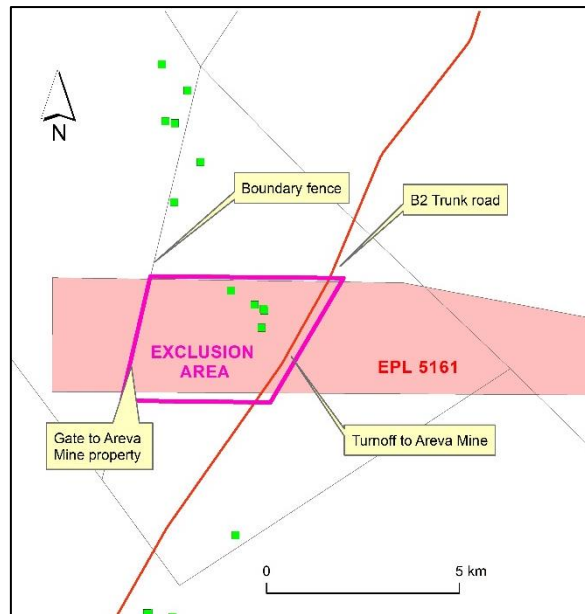 N
Boundary fence
B2 Trunk road
EXCLUSION
AREA
EPL 5161
Gate to Areva
Mine property
Turnoff to Areva Mine
0
5 km